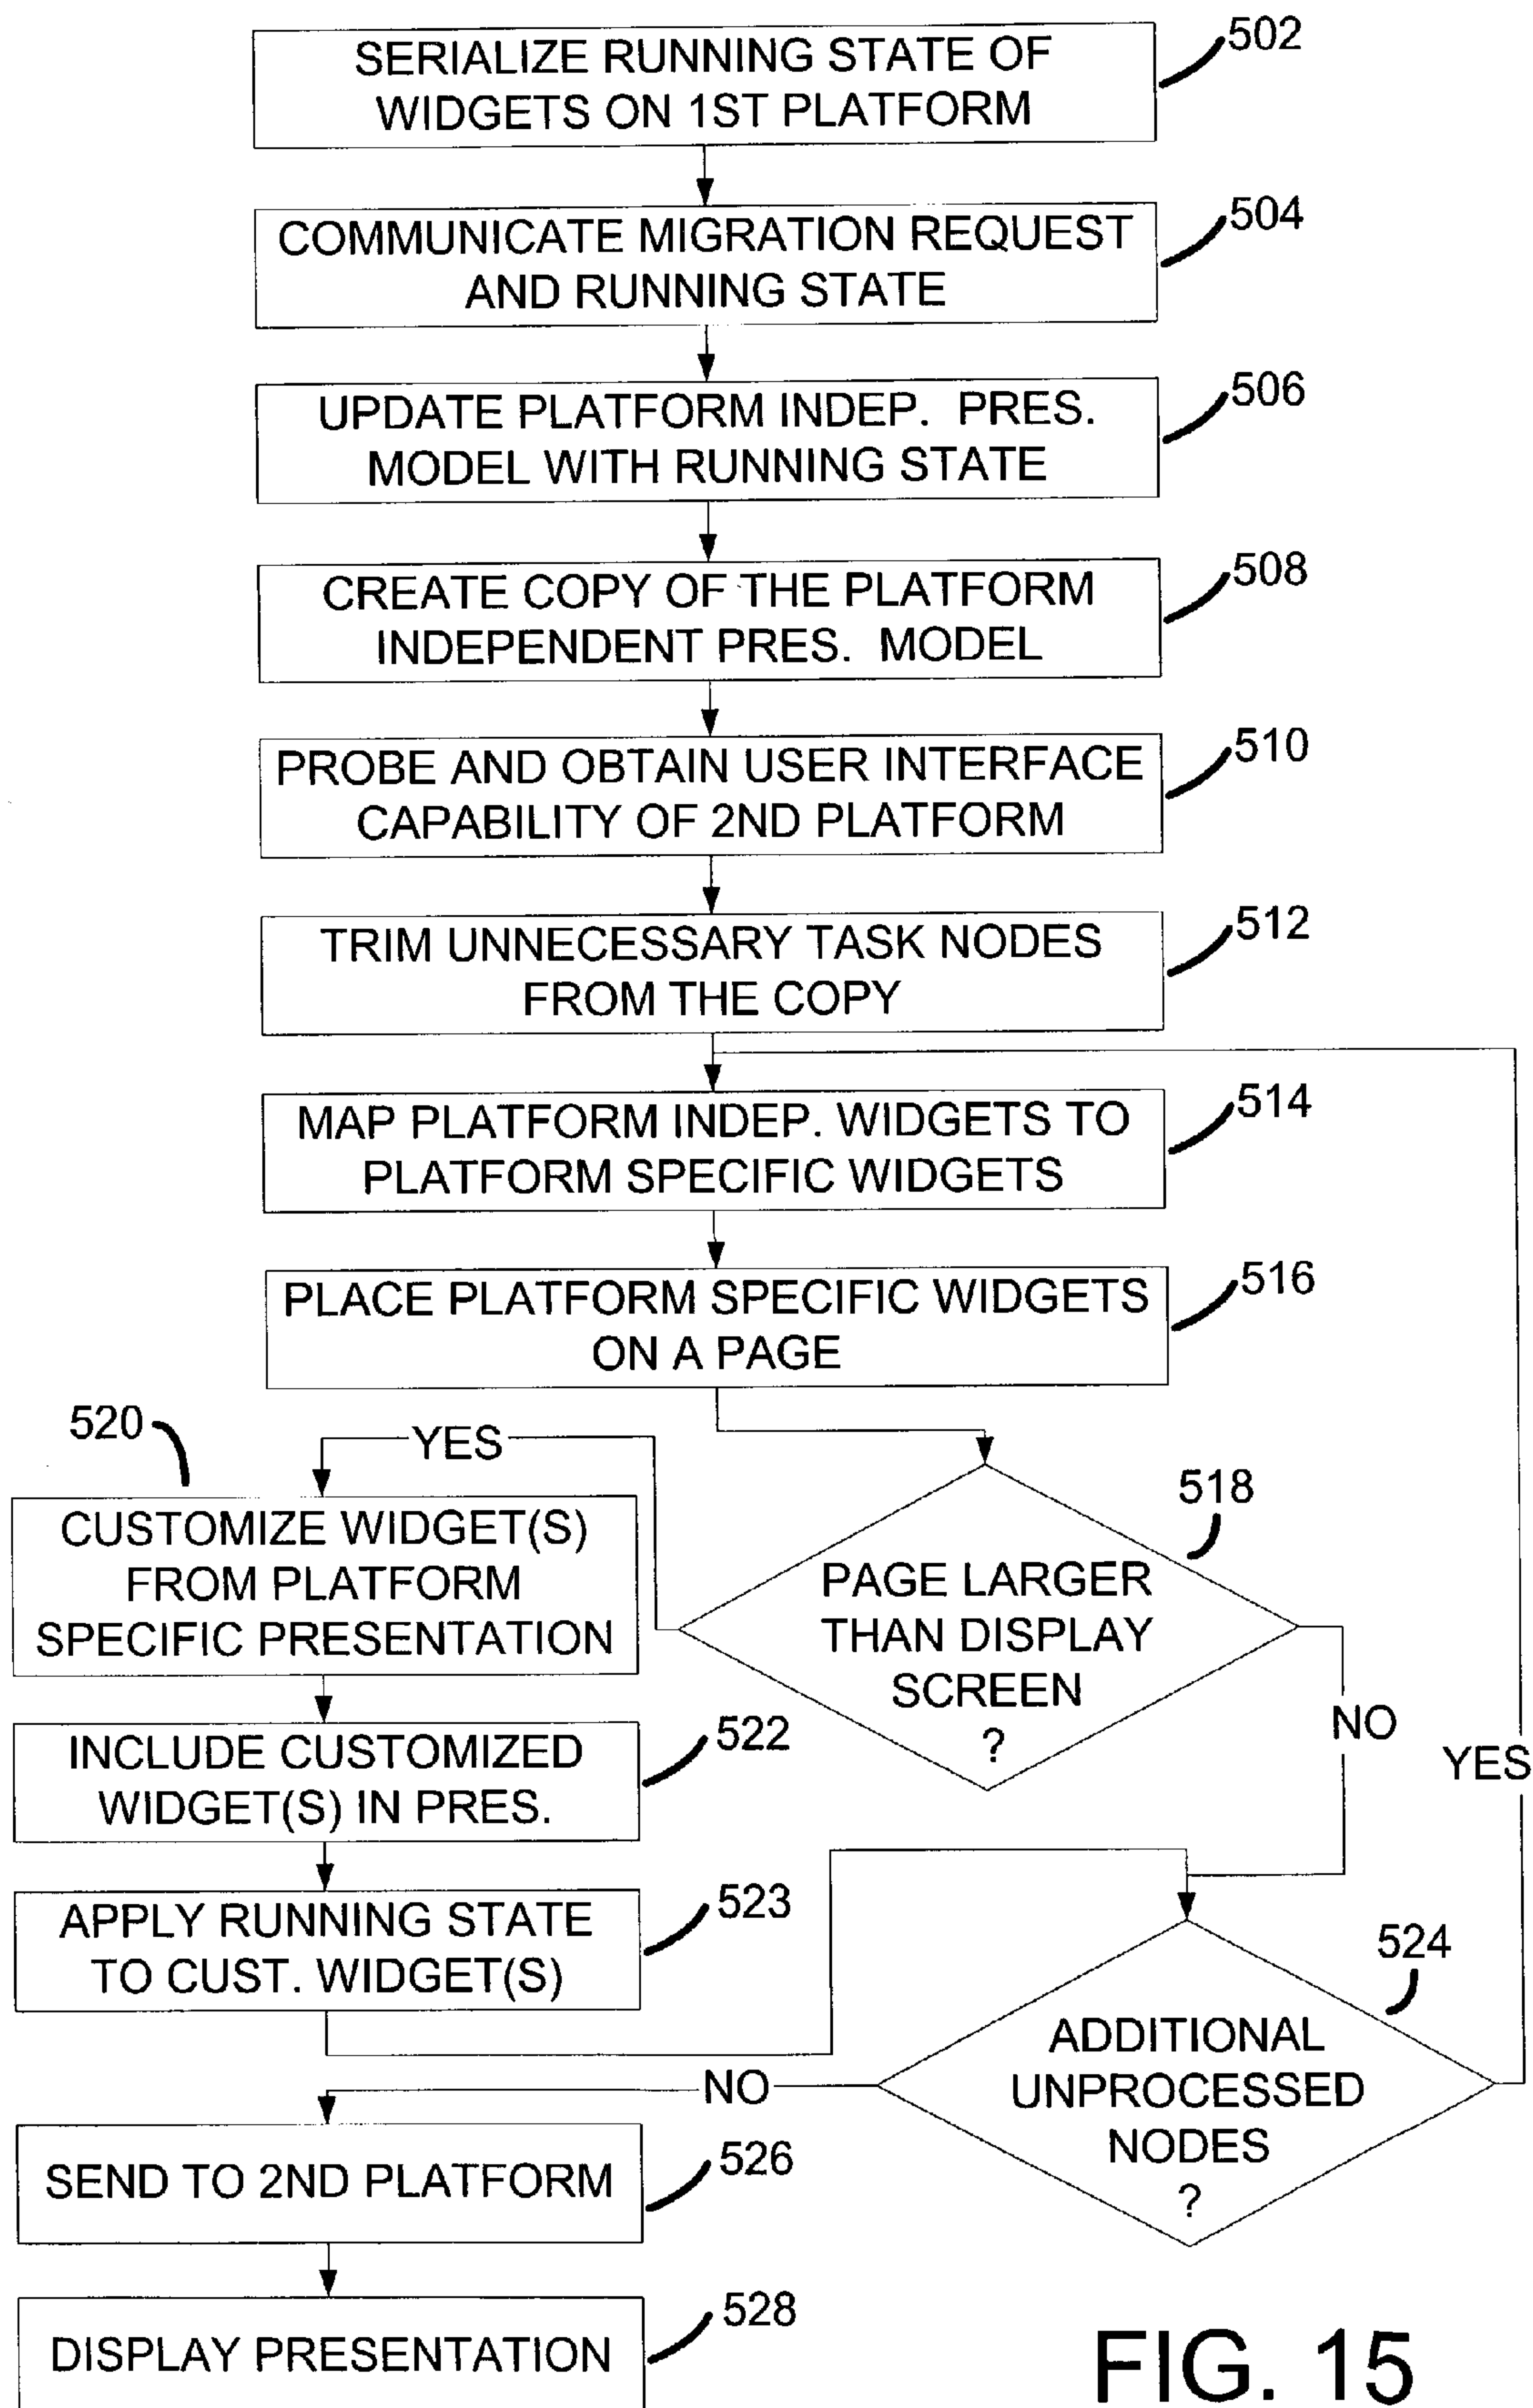 SERIALIZE RUNNING STATE OF
WIDGETS ON 1ST PLATFORM
502
COMMUNICATE MIGRATION REQUEST
AND RUNNING STATE
504
UPDATE PLATFORM INDEP. PRES.
MODEL WITH RUNNING STATE
506
CREATE COPY OF THE PLATFORM
INDEPENDENT PRES. MODEL
508
PROBE AND OBTAIN USER INTERFACE
CAPABILITY OF 2ND PLATFORM
510
TRIM UNNECESSARY TASK NODES
FROM THE COPY
512
MAP PLATFORM INDEP. WIDGETS TO
PLATFORM SPECIFIC WIDGETS
514
PLACE PLATFORM SPECIFIC WIDGETS
ON A PAGE
516
520
YES
518
PAGE LARGER
THAN DISPLAY
SCREEN
?
CUSTOMIZE WIDGET(S)
FROM PLATFORM
SPECIFIC PRESENTATION
NO
YES
INCLUDE CUSTOMIZED
WIDGET(S) IN PRES.
522
APPLY RUNNING STATE
TO CUST. WIDGET(S)
523
524
ADDITIONAL
UNPROCESSED
NODES
?
NO
SEND TO 2ND PLATFORM
526
DISPLAY PRESENTATION
528
FIG. 15